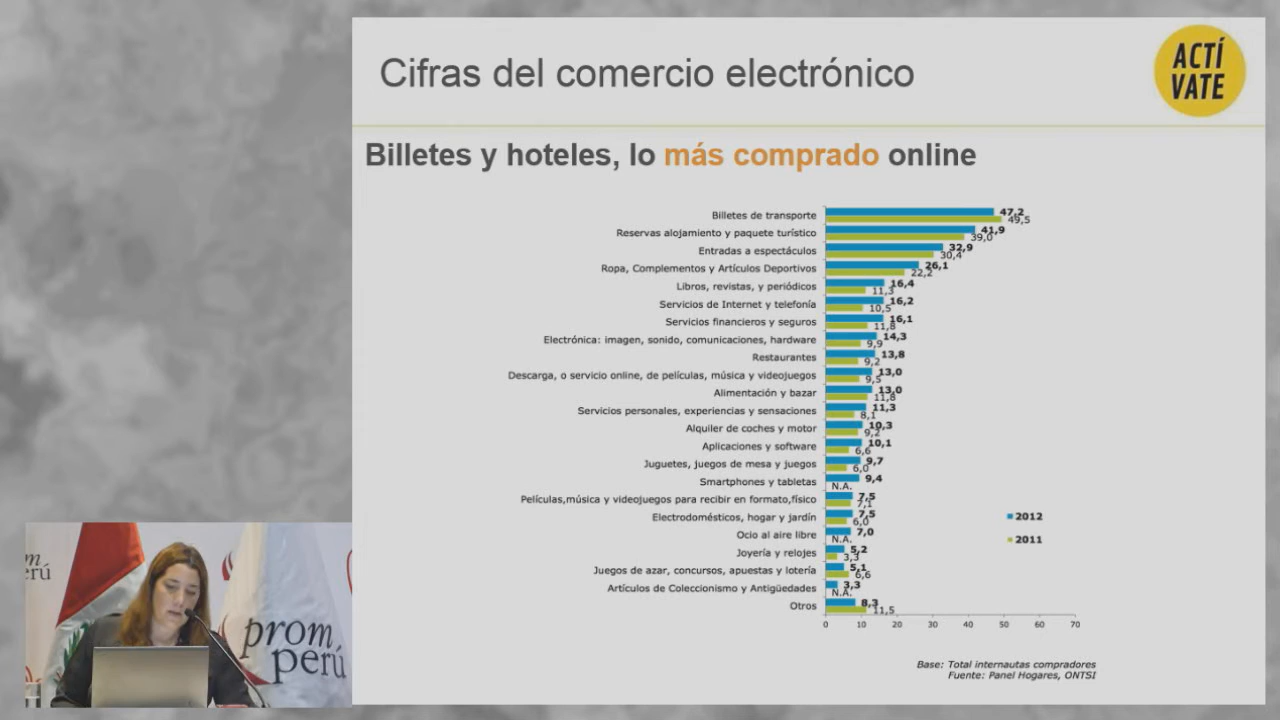 Cifras del comercio electrónico
ACTÍ
VATE
Billetes y hoteles, lo más comprado online
Billetes de transporte 47,2 49,5
Reservas alojamiento y paquete turístico 41,9 39,0
Entradas a espectáculos 32,9 30,4
Ropa, Complementos y Artículos Deportivos 26,1 22,2
Libros, revistas, y periódicos 16,4 11,3
Servicios de Internet y telefonía 16,2 10,5
Servicios financieros y seguros 16,1 11,8
Electrónica: imagen, sonido, comunicaciones, hardware 14,3 9,9
Restaurantes 13,8 9,2
Descarga, o servicio online, de películas, música y videojuegos 13,0 9,5
Alimentación y bazar 13,0 11,8
Servicios personales, experiencias y sensaciones 11,3 8,1
Alquiler de coches y motor 10,3 9,2
Aplicaciones y software 10,1 6,6
Juguetes, juegos de mesa y juegos 9,7 6,0
Smartphones y tabletas 9,4 N.A.
Películas,música y videojuegos para recibir en formato,físico 7,5 7,1
Electrodomésticos, hogar y jardín 7,5 6,0
Ocio al aire libre 7,0 N.A.
Joyería y relojes 5,2 3,3
Juegos de azar, concursos, apuestas y lotería 5,1 6,6
Artículos de Coleccionismo y Antigüedades 3,3 N.A.
Otros 8,3 11,5
2012
2011
0 10 20 30 40 50 60 70
Base: Total internautas compradores
Fuente: Panel Hogares, ONTSI
prom
perú
m
erú